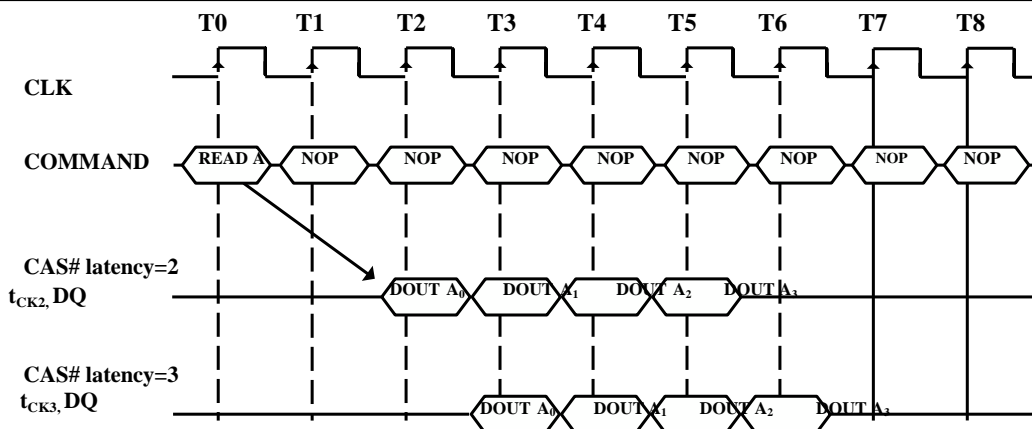 T0 T1 T2 T3 T4 T5 T6 T7 T8
CLK
COMMAND READ A NOP NOP NOP NOP NOP NOP NOP NOP
CAS# latency=2
tCK2, DQ DOUT A0 DOUT A1 DOUT A2 DOUT A3
CAS# latency=3
tCK3, DQ DOUT A0 DOUT A1 DOUT A2 DOUT A3